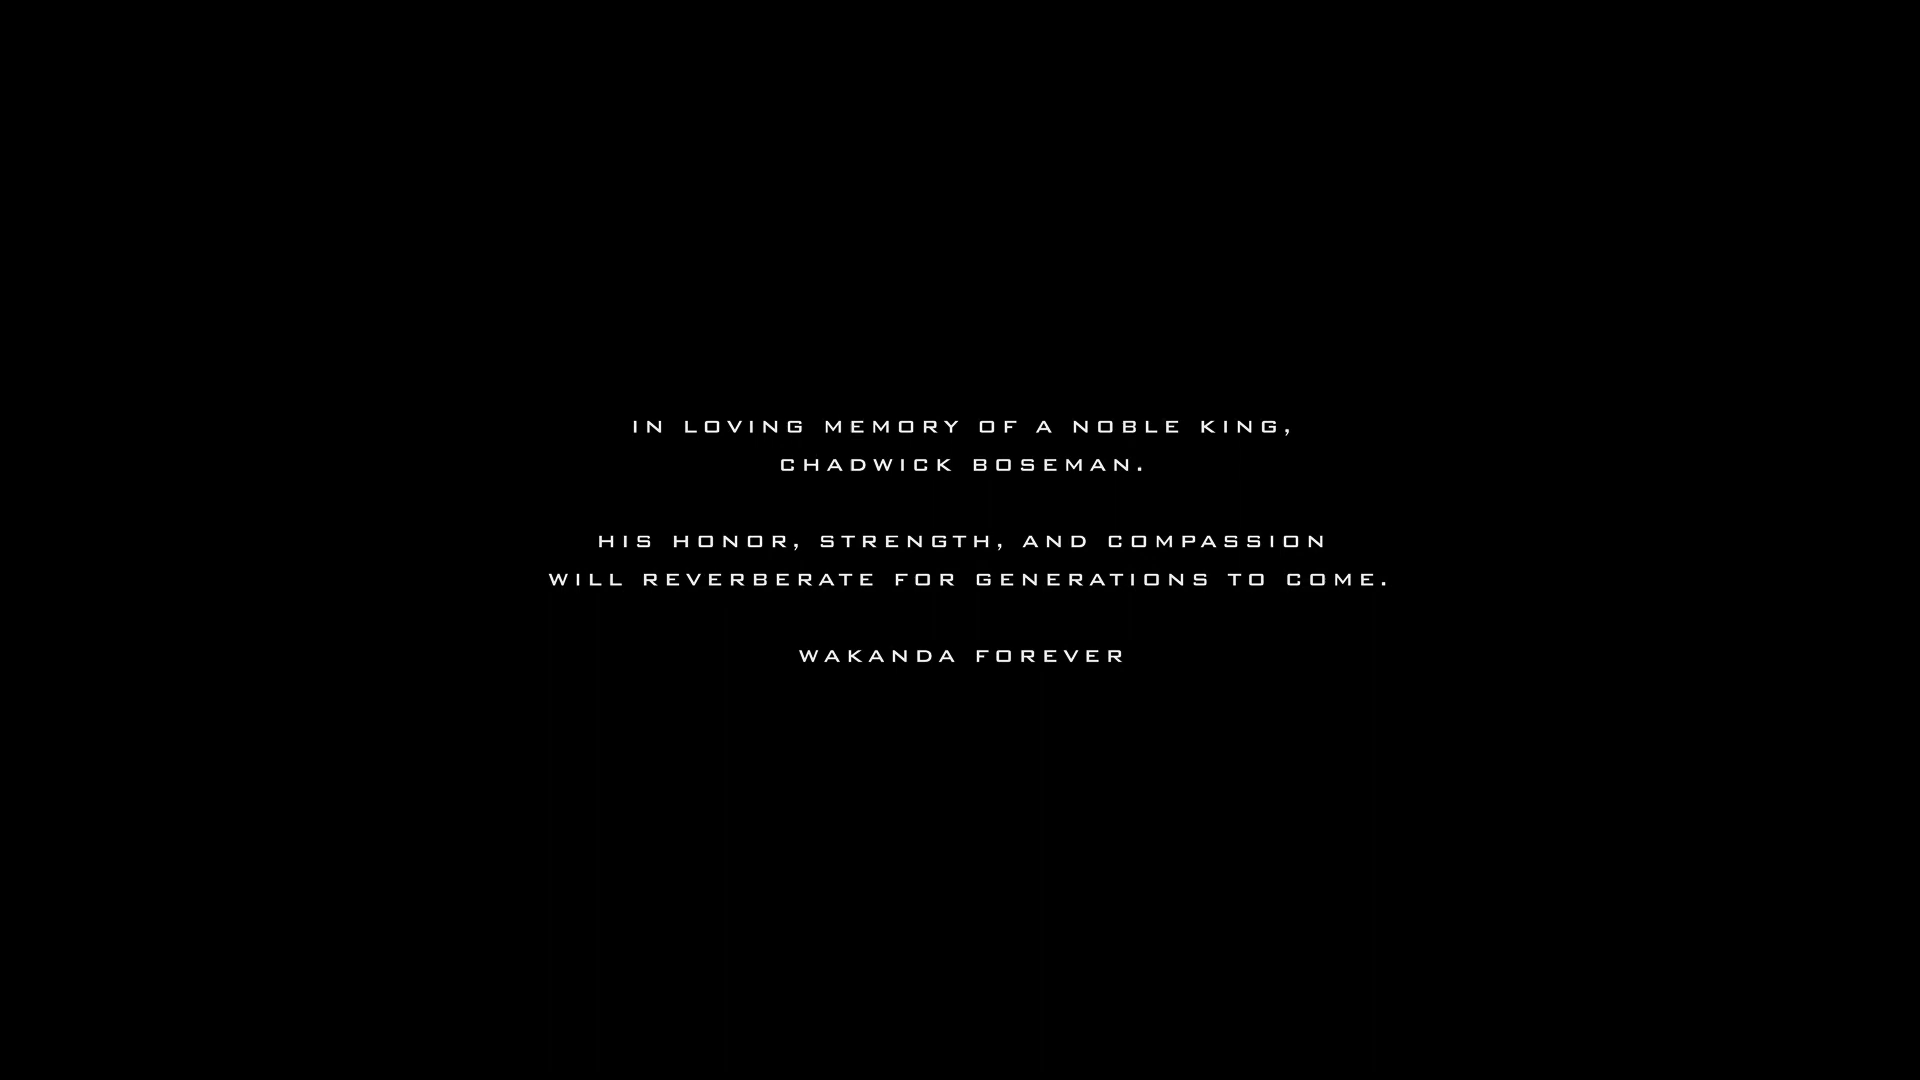 IN LOVING MEMORY OF A NOBLE KING,
CHADWICK BOSEMAN.
HIS HONOR, STRENGTH, AND COMPASSION
WILL REVERBERATE FOR GENERATIONS TO COME.
WAKANDA FOREVER